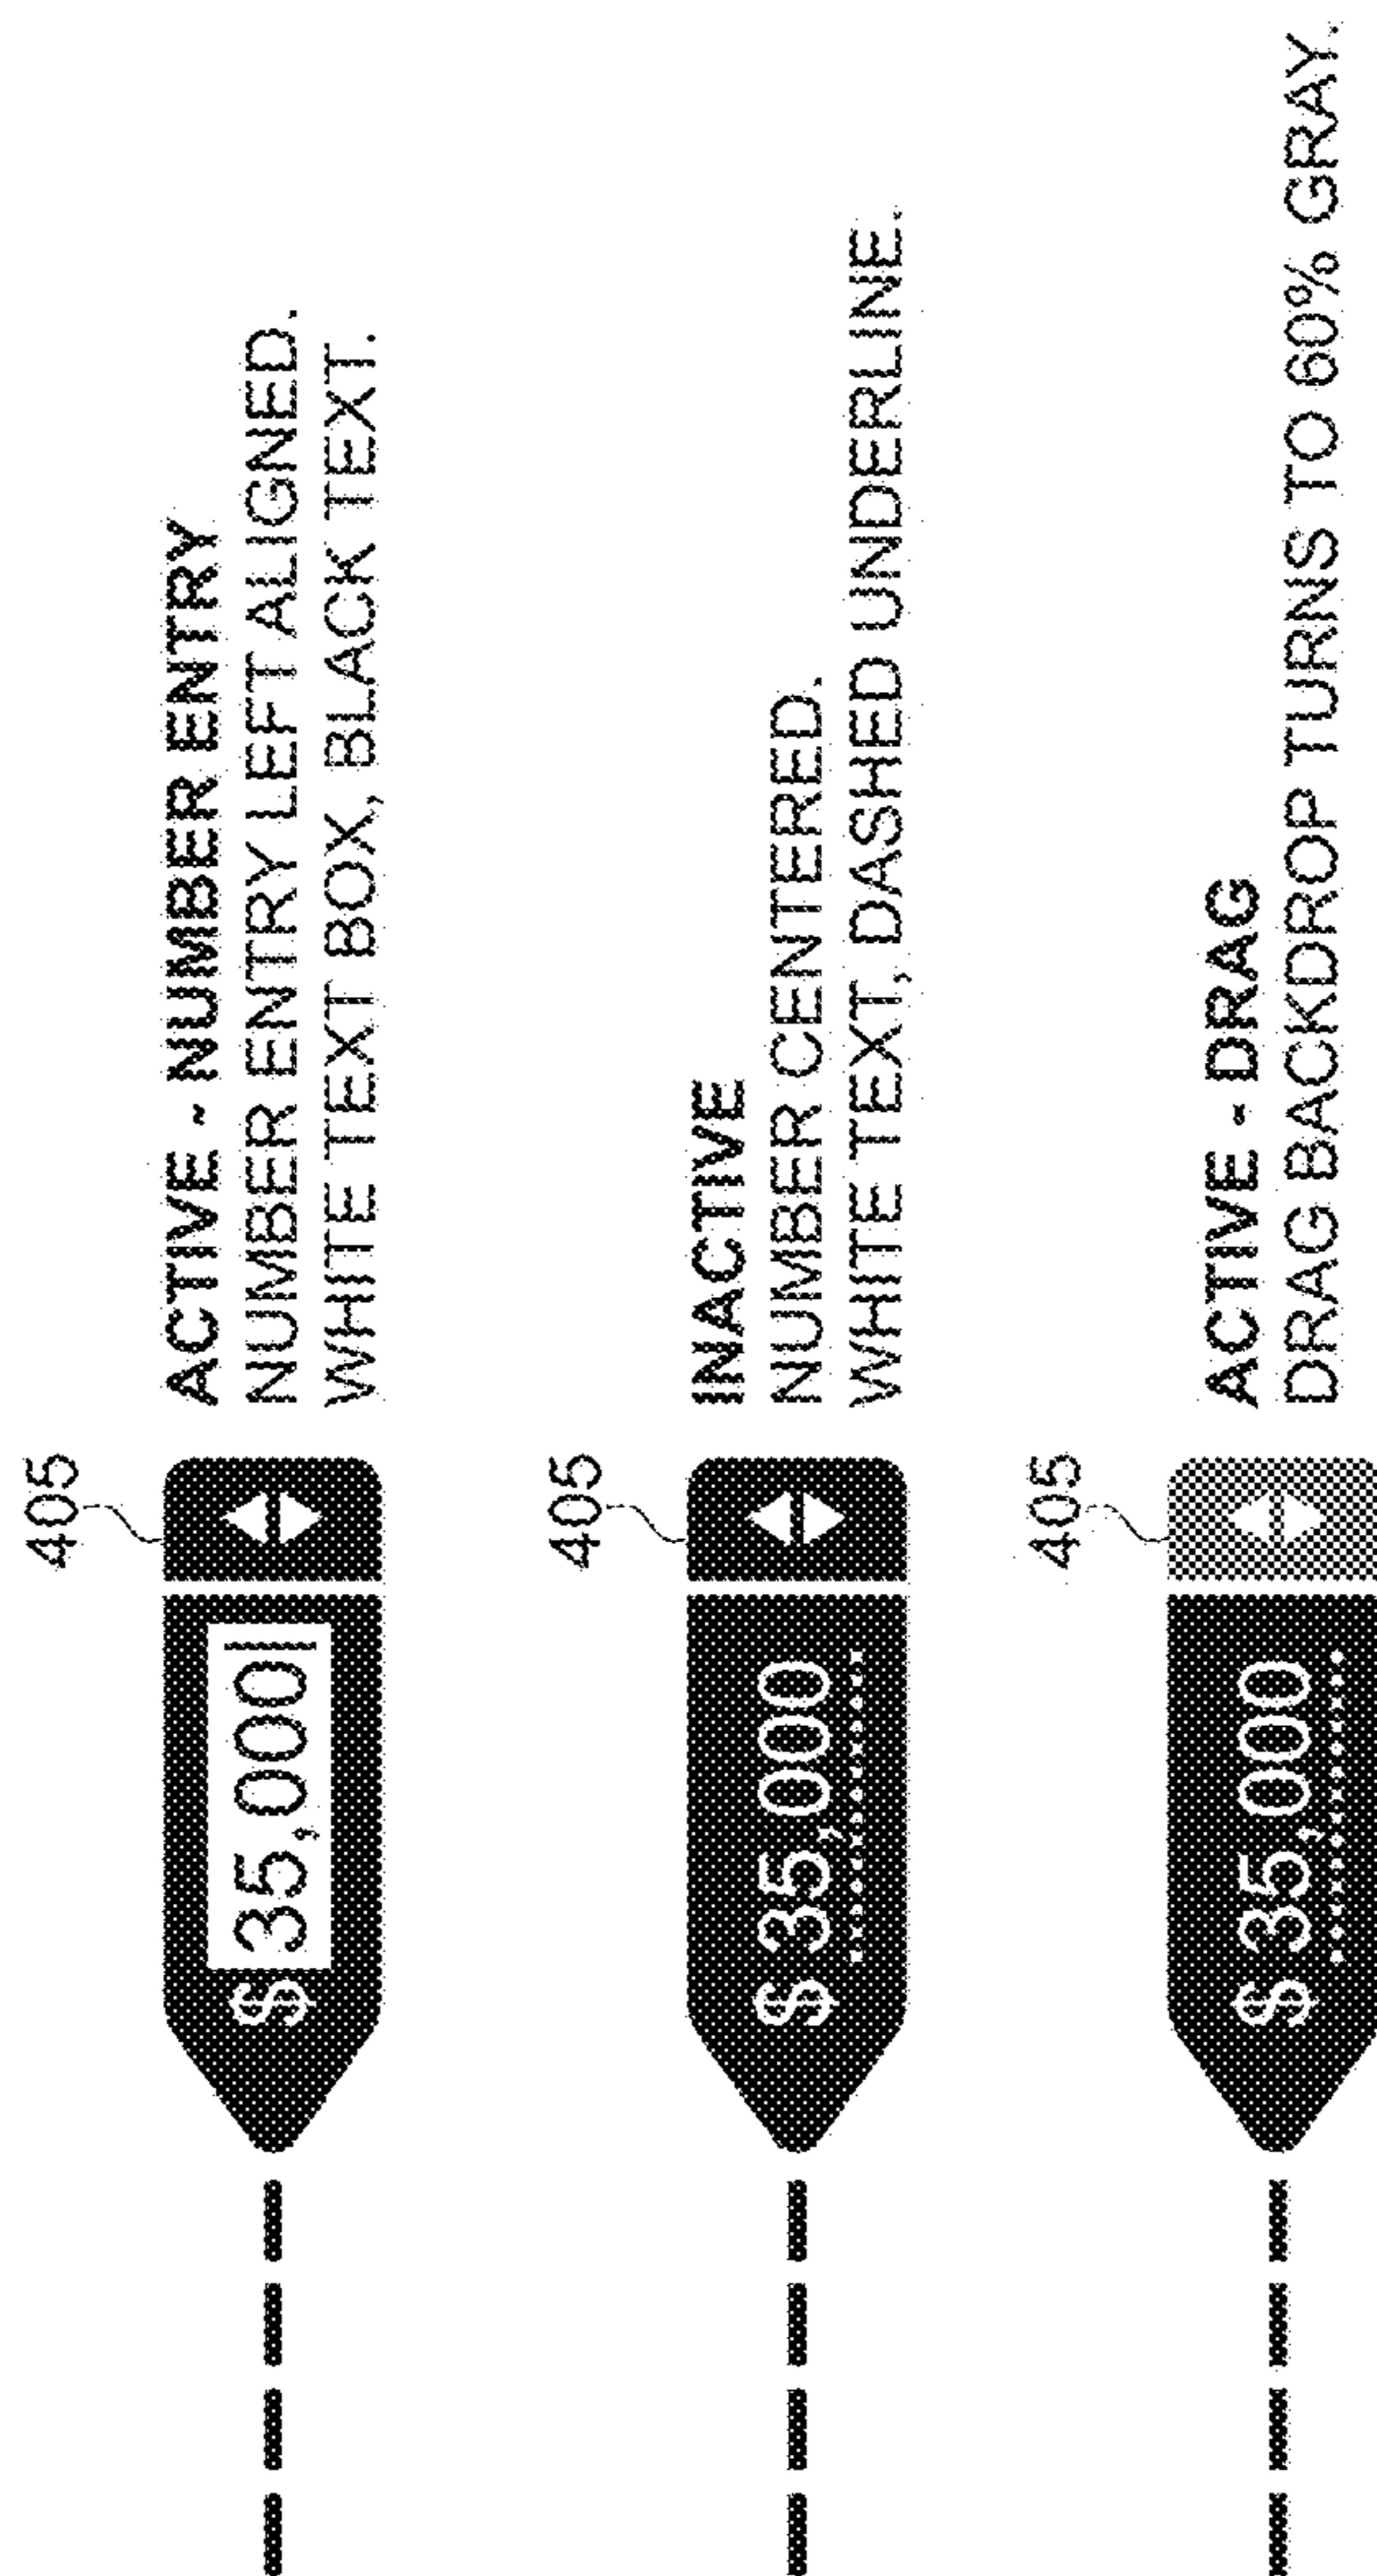 405
$ 35,000
ACTIVE - NUMBER ENTRY
NUMBER ENTRY LEFT ALIGNED.
WHITE TEXT BOX, BLACK TEXT.
405
$ 35,000
INACTIVE
NUMBER CENTERED.
WHITE TEXT, DASHED UNDERLINE.
405
$ 35,000
ACTIVE - DRAG
DRAG BACKDROP TURNS TO 60% GRAY.